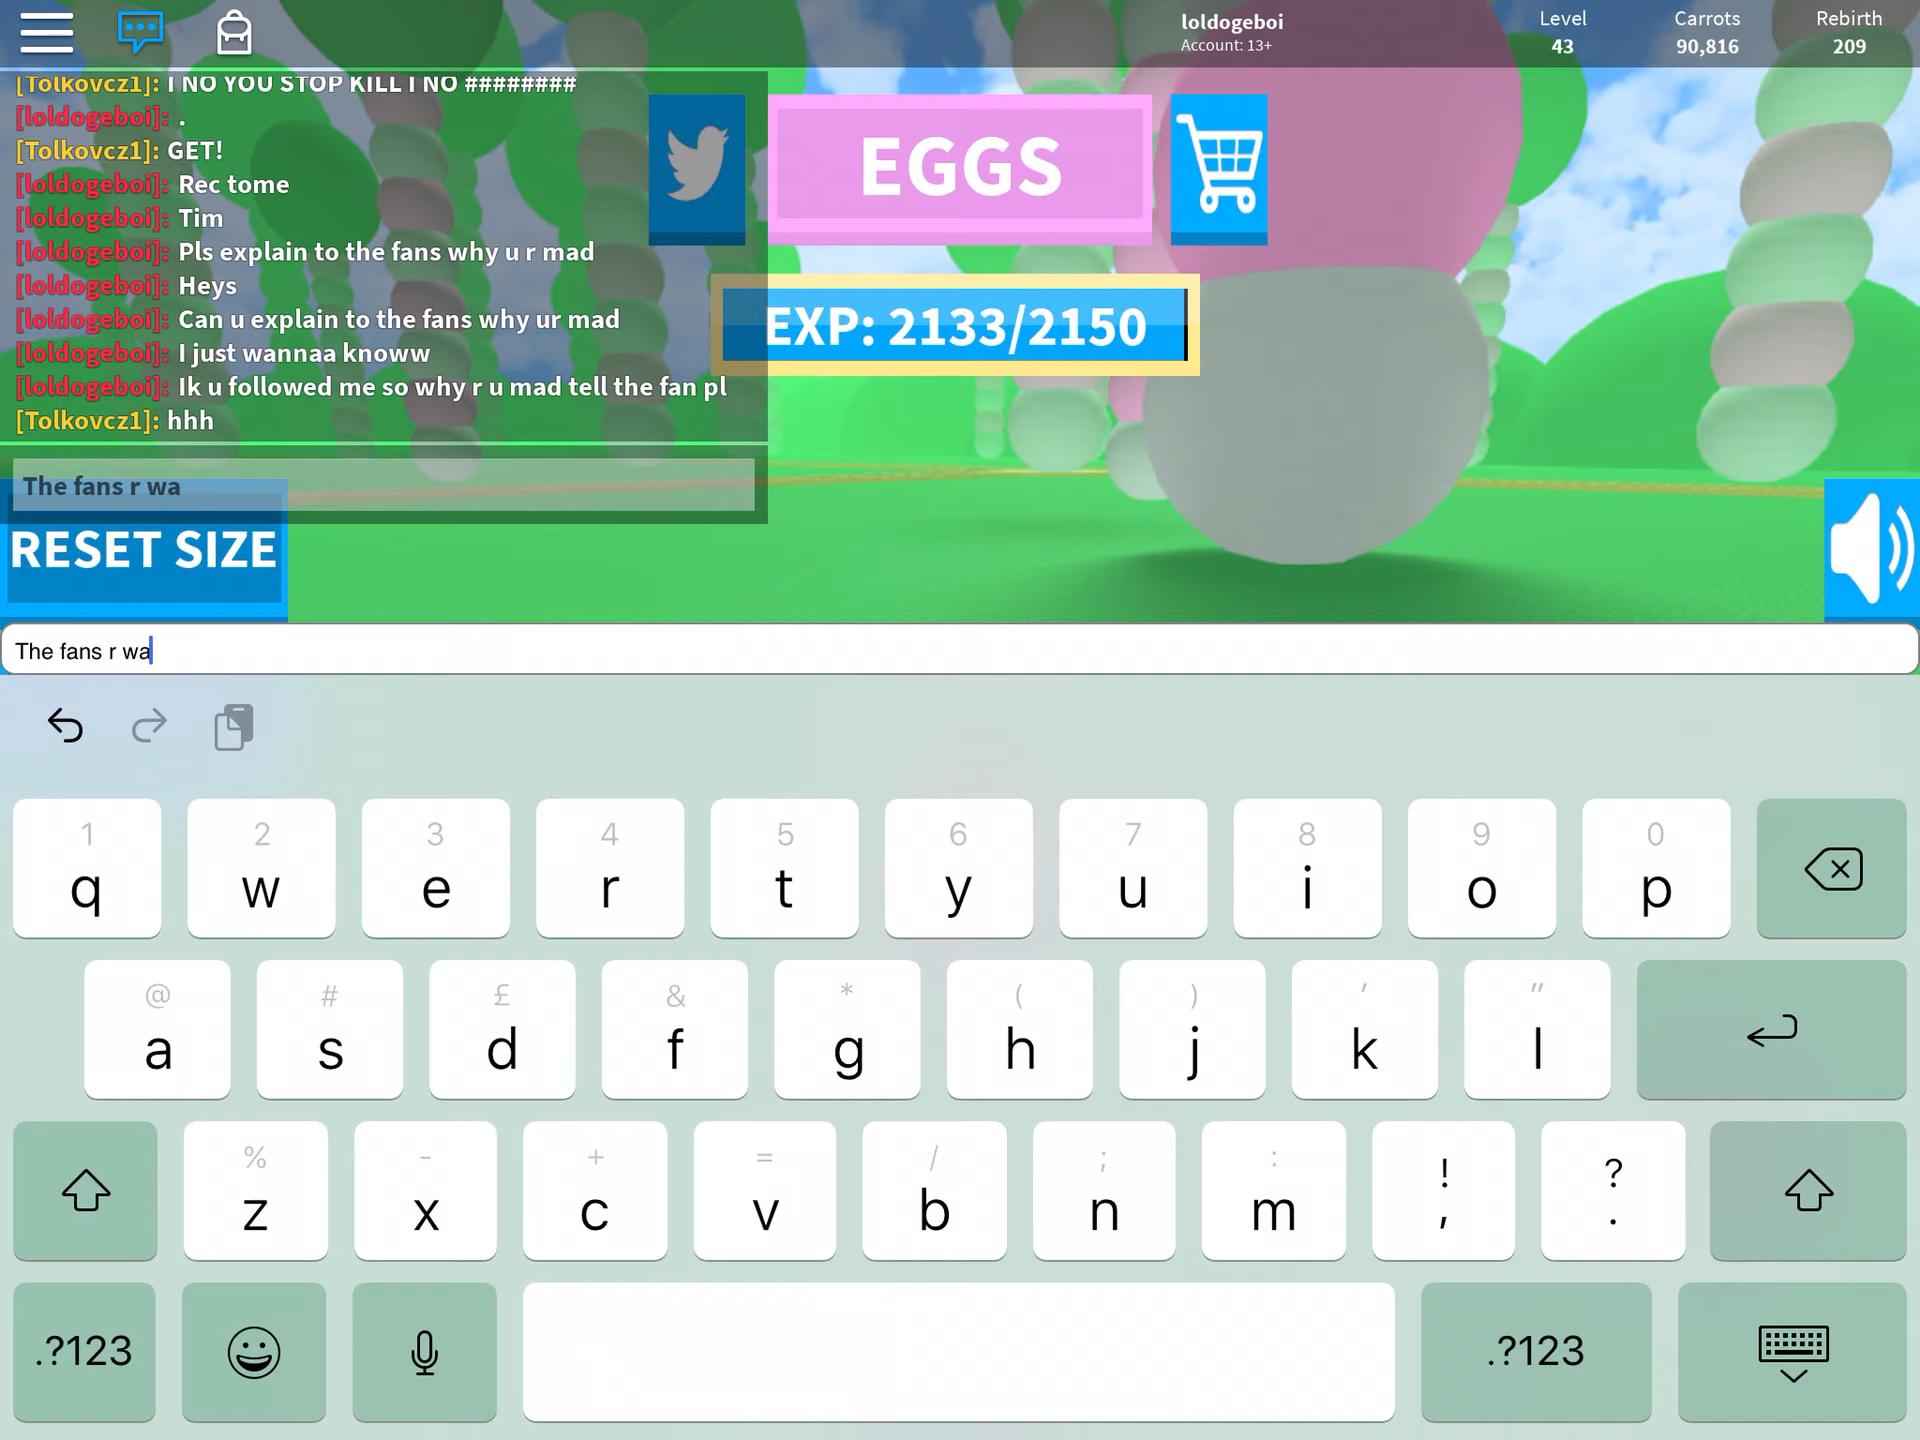 loldogeboi
Account: 13+
Level
43
Carrots
90,816
Rebirth
209
[Tolkovcz1]: I NO YOU STOP KILL I NO ########
[loldogeboi]: .
[Tolkovcz1]: GET!
[loldogeboi]: Rec tome
[loldogeboi]: Tim
[loldogeboi]: Pls explain to the fans why u r mad
[loldogeboi]: Heys
[loldogeboi]: Can u explain to the fans why ur mad
[loldogeboi]: I just wannaa knoww
[loldogeboi]: Ik u followed me so why r u mad tell the fan pl
[Tolkovcz1]: hhh
The fans r wa
EGGS
EXP: 2133/2150
RESET SIZE
The fans r wa
1 2 3 4 5 6 7 8 9 0
q w e r t y u i o p
@ # £ & * ( ) ' "
a s d f g h j k l
% - + = / ; : ! ?
z x c v b n m , .
.?123 .?123